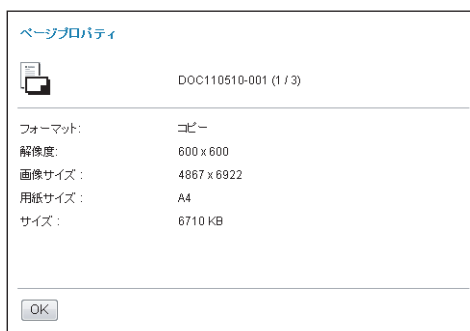 ページプロパティ
DOC110510-001 (1 / 3)
フォーマット: コピー
解像度: 600 x 600
画像サイズ : 4867 x 6922
用紙サイズ : A4
サイズ : 6710 KB
OK